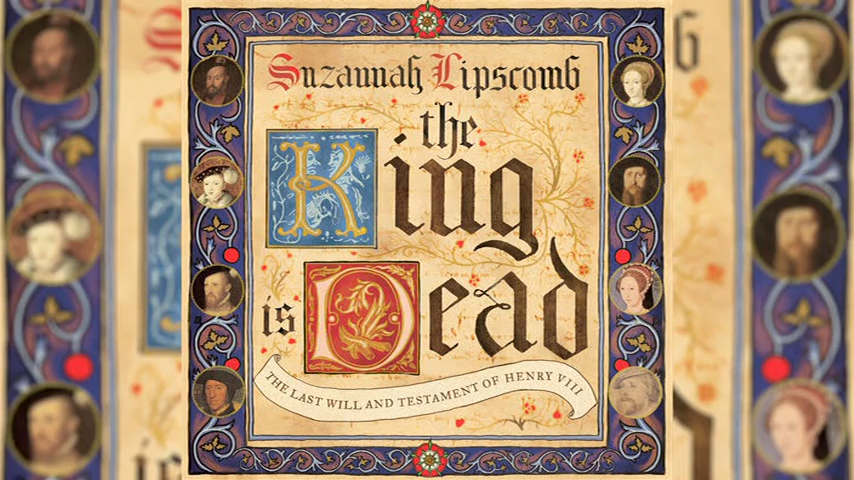 Suzannah Lipscomb
the
King
is Dead
THE LAST WILL AND TESTAMENT OF HENRY VIII